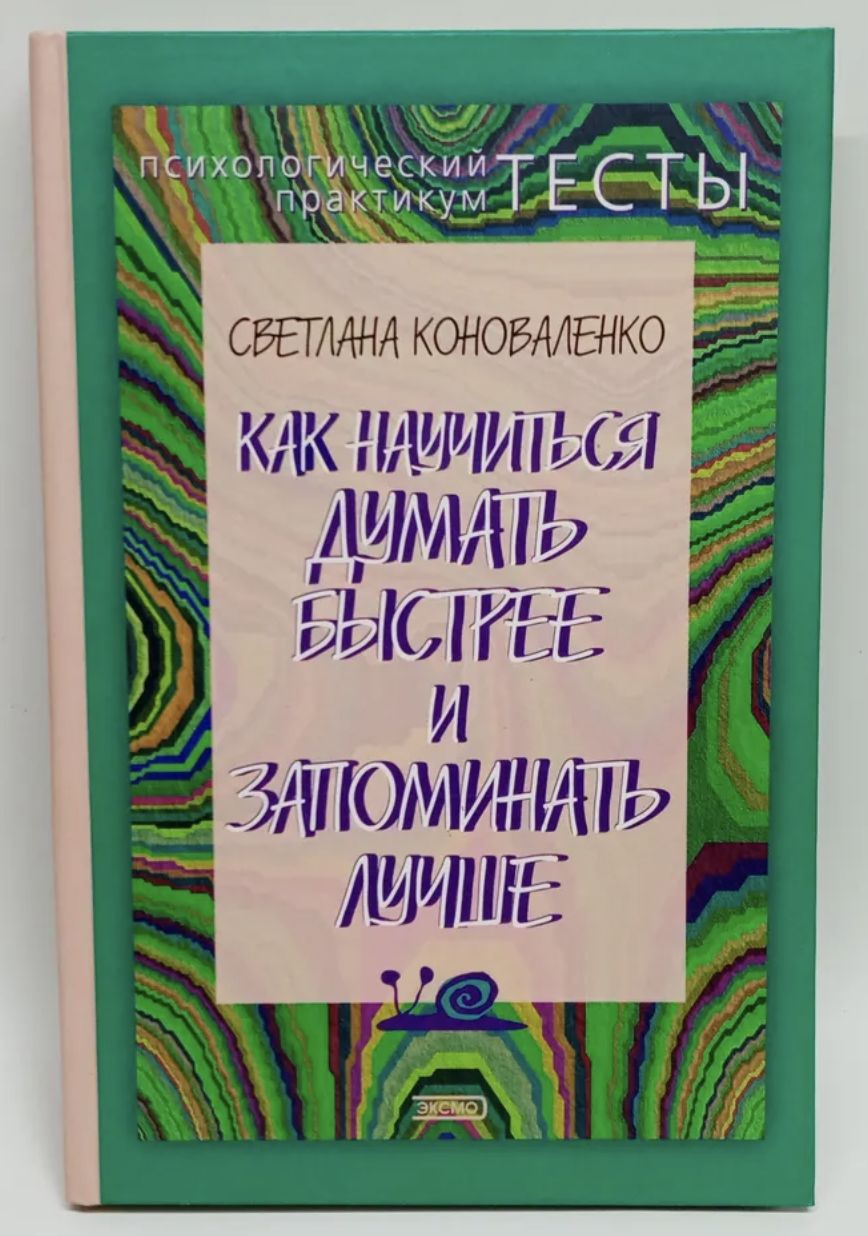 психологический
практикум
ТЕСТЫ
СВЕТЛАНА КОНОВАЛЕНКО
КАК НАУЧИТЬСЯ
ДУМАТЬ
БЫСТРЕЕ
И
ЗАПОМИНАТЬ
ЛУЧШЕ
ЭКСМО